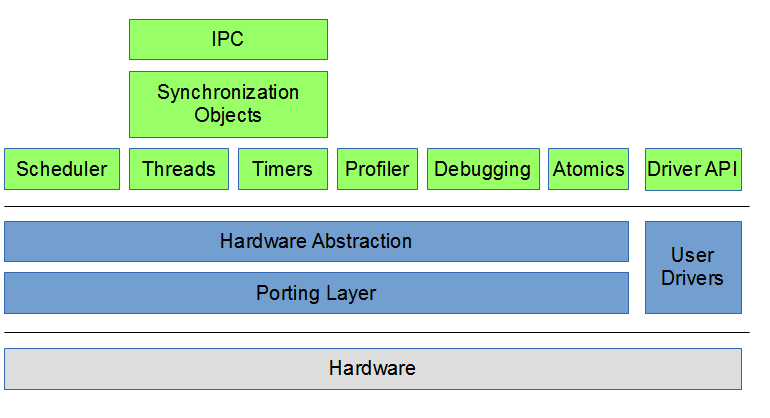 IPC
Synchronization
Objects
Scheduler
Threads
Timers
Profiler
Debugging
Atomics
Driver API
Hardware Abstraction
User
Drivers
Porting Layer
Hardware